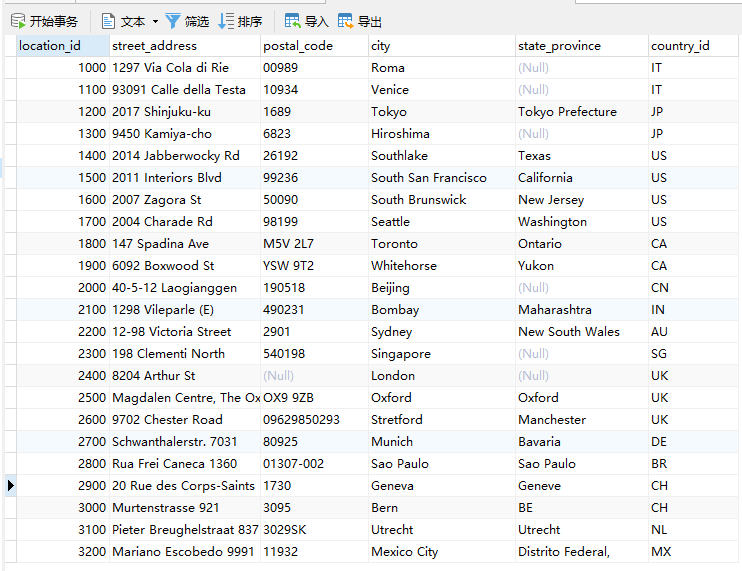 开始事务 文本 筛选 排序 导入 导出
location_id street_address postal_code city state_province country_id
1000 1297 Via Cola di Rie 00989 Roma (Null) IT
1100 93091 Calle della Testa 10934 Venice (Null) IT
1200 2017 Shinjuku-ku 1689 Tokyo Tokyo Prefecture JP
1300 9450 Kamiya-cho 6823 Hiroshima (Null) JP
1400 2014 Jabberwocky Rd 26192 Southlake Texas US
1500 2011 Interiors Blvd 99236 South San Francisco California US
1600 2007 Zagora St 50090 South Brunswick New Jersey US
1700 2004 Charade Rd 98199 Seattle Washington US
1800 147 Spadina Ave M5V 2L7 Toronto Ontario CA
1900 6092 Boxwood St YSW 9T2 Whitehorse Yukon CA
2000 40-5-12 Laogianggen 190518 Beijing (Null) CN
2100 1298 Vileparle (E) 490231 Bombay Maharashtra IN
2200 12-98 Victoria Street 2901 Sydney New South Wales AU
2300 198 Clementi North 540198 Singapore (Null) SG
2400 8204 Arthur St (Null) London (Null) UK
2500 Magdalen Centre, The Ox OX9 9ZB Oxford Oxford UK
2600 9702 Chester Road 09629850293 Stretford Manchester UK
2700 Schwanthalerstr. 7031 80925 Munich Bavaria DE
2800 Rua Frei Caneca 1360 01307-002 Sao Paulo Sao Paulo BR
2900 20 Rue des Corps-Saints 1730 Geneva Geneve CH
3000 Murtenstrasse 921 3095 Bern BE CH
3100 Pieter Breughelstraat 837 3029SK Utrecht Utrecht NL
3200 Mariano Escobedo 9991 11932 Mexico City Distrito Federal, MX